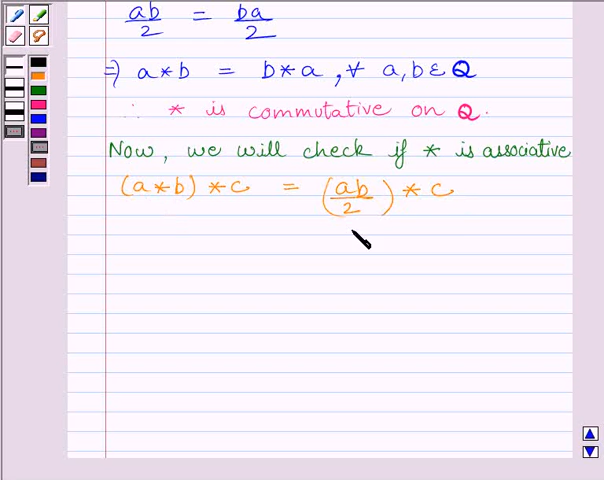 ab/2 = ba/2
⇒ a * b = b * a , ∀ a, b ε Q
∴ * is commutative on Q.
Now, we will check if * is associative
(a * b) * c = (ab/2) * c